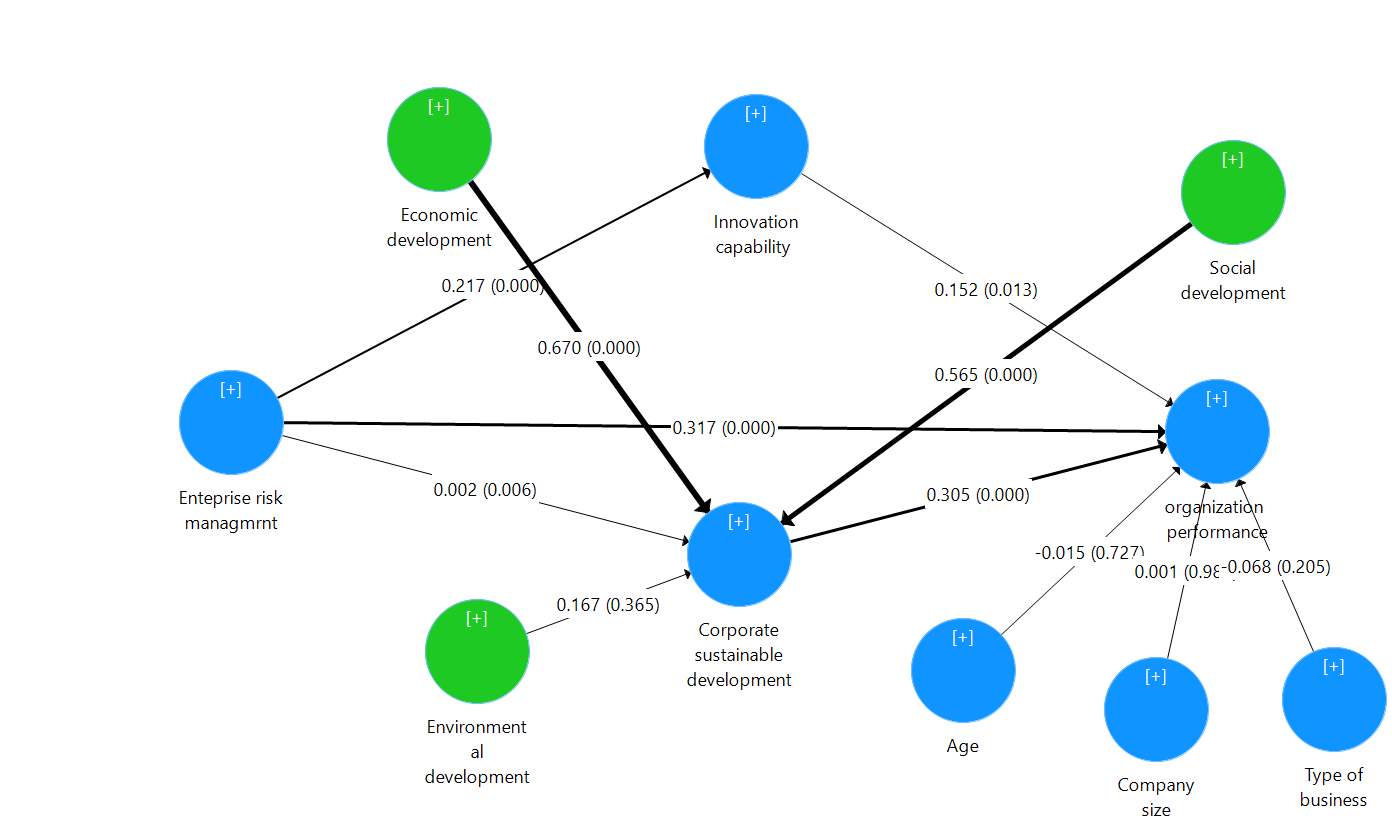 [+]
Economic
development
[+]
Innovation
capability
[+]
Social
development
0.217 (0.000)
0.152 (0.013)
0.670 (0.000)
0.565 (0.000)
[+]
Enteprise risk
managmrnt
0.317 (0.000)
[+]
organization
performance
0.002 (0.006)
0.305 (0.000)
[+]
Corporate
sustainable
development
0.167 (0.365)
-0.015 (0.727)
0.001
-0.068 (0.205)
[+]
Environment
al
development
[+]
Age
[+]
Company
size
[+]
Type of
business